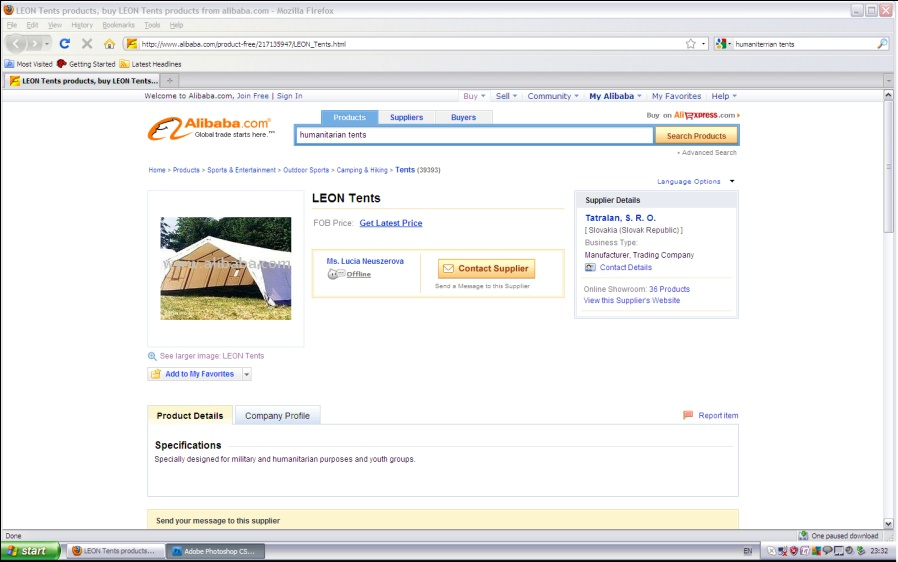 LEON Tents products, buy LEON Tents products from alibaba.com - Mozilla Firefox
File Edit View History Bookmarks Tools Help
http://www.alibaba.com/product-free/217135947/LEON_Tents.html
humaniterrian tents
Most Visited Getting Started Latest Headlines
LEON Tents products, buy LEON Tents...
Welcome to Alibaba.com, Join Free | Sign In
Buy Sell Community My Alibaba My Favorites Help
Alibaba.com
Global trade starts here.™
Products Suppliers Buyers
Buy on AliExpress.com
humanitarian tents
Search Products
+ Advanced Search
Home > Products > Sports & Entertainment > Outdoor Sports > Camping & Hiking > Tents (39393)
Language Options
LEON Tents
FOB Price: Get Latest Price
Ms. Lucia Neuszerova
Offline
Contact Supplier
Send a Message to this Supplier
Supplier Details
Tatralan, S. R. O.
[ Slovakia (Slovak Republic) ]
Business Type:
Manufacturer, Trading Company
Contact Details
Online Showroom: 36 Products
View this Supplier's Website
www.alibaba.com
See larger image: LEON Tents
Add to My Favorites
Product Details Company Profile
Report item
Specifications
Specially designed for military and humanitarian purposes and youth groups.
Send your message to this supplier
Done
One paused download
start
LEON Tents products...
Adobe Photoshop CS...
EN
23:32